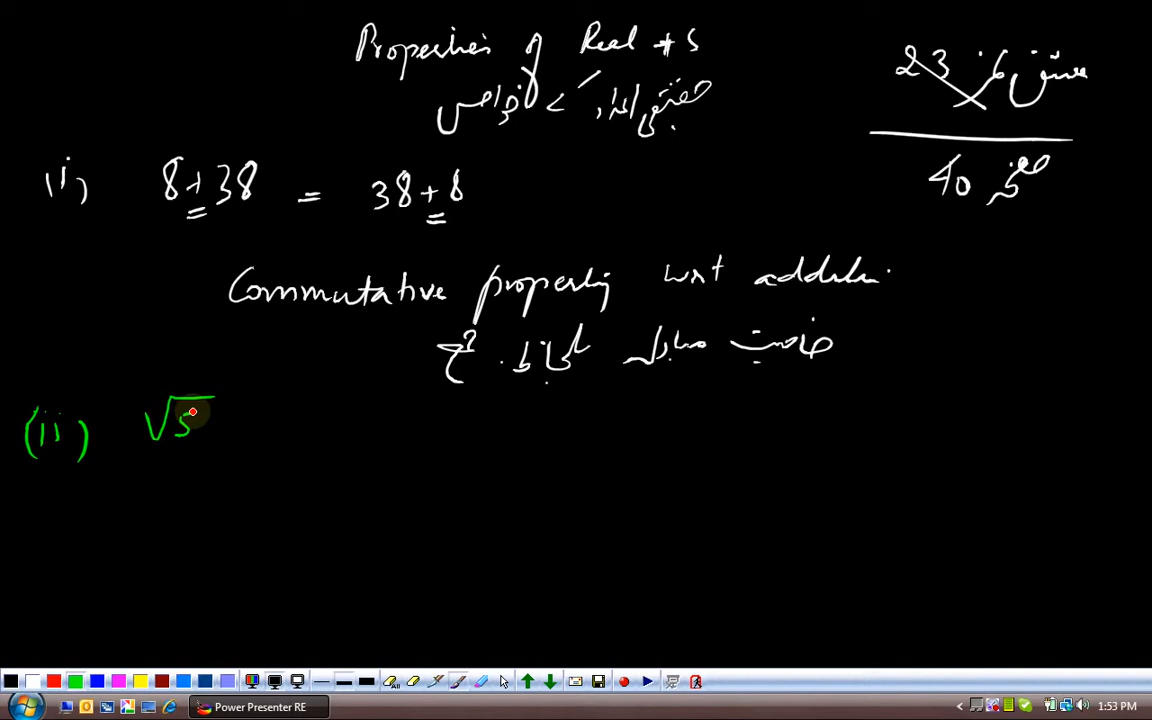 Properties of Real #s
حقیقی اعداد کے خواص
مشق نمبر 23
صفحہ 40
(i) 8+38 = 38+8
Commutative property wrt addition.
خاصیت مبادلہ بلحاظ جمع
(ii) √5
Power Presenter RE
1:53 PM